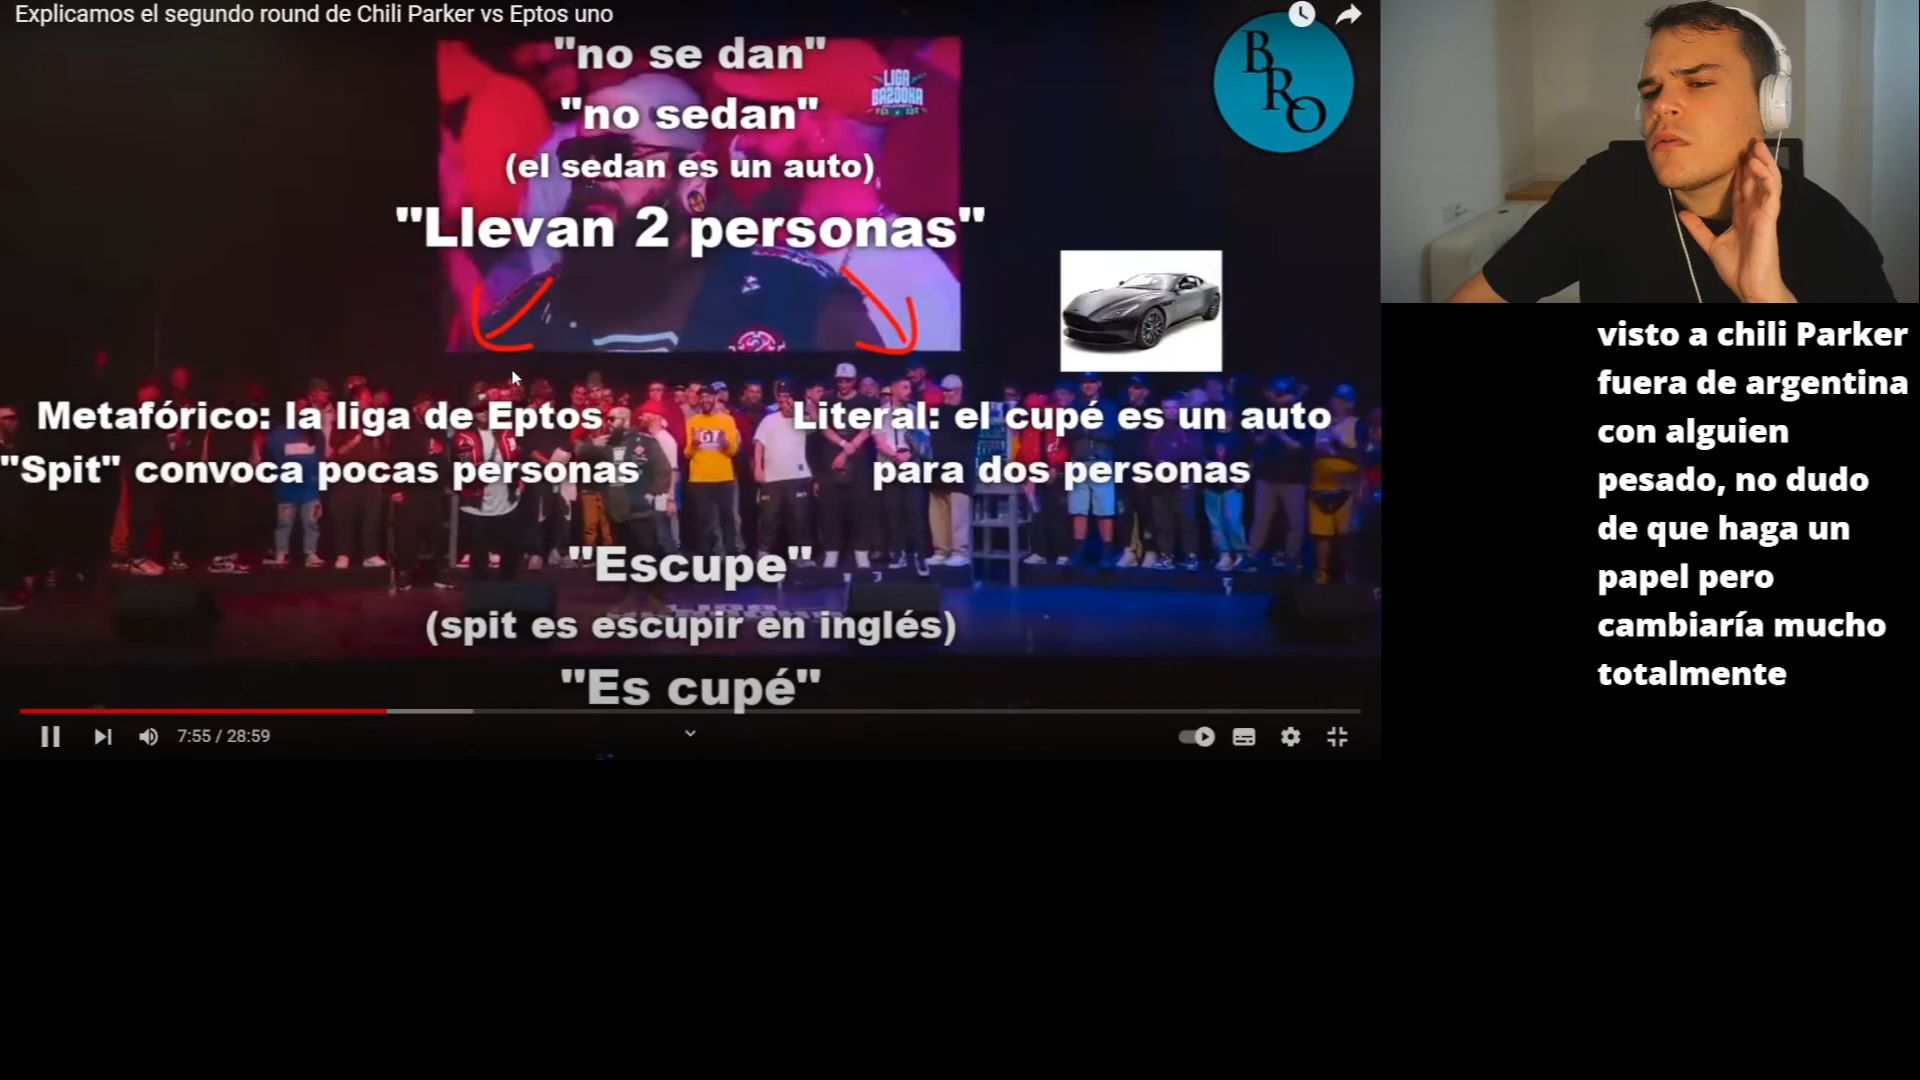 Explicamos el segundo round de Chili Parker vs Eptos uno
"no se dan"
"no sedan"
(el sedan es un auto)
"Llevan 2 personas"
LIGA
BAZOOKA
BRO
Metafórico: la liga de Eptos
"Spit" convoca pocas personas
Literal: el cupé es un auto
para dos personas
"Escupe"
(spit es escupir en inglés)
"Es cupé"
7:55 / 28:59
visto a chili Parker
fuera de argentina
con alguien
pesado, no dudo
de que haga un
papel pero
cambiaría mucho
totalmente